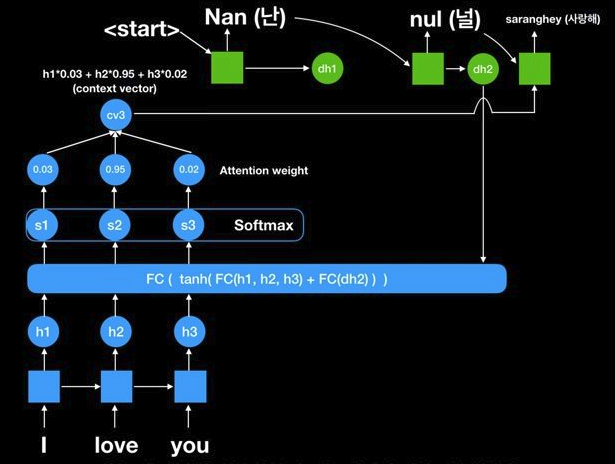 Nan (난)
nul (널)
saranghey (사랑해)
<start>
h1*0.03 + h2*0.95 + h3*0.02
(context vector)
dh1
dh2
cv3
0.03
0.95
0.02
Attention weight
s1
s2
s3
Softmax
FC ( tanh( FC(h1, h2, h3) + FC(dh2) ) )
h1
h2
h3
I
love
you